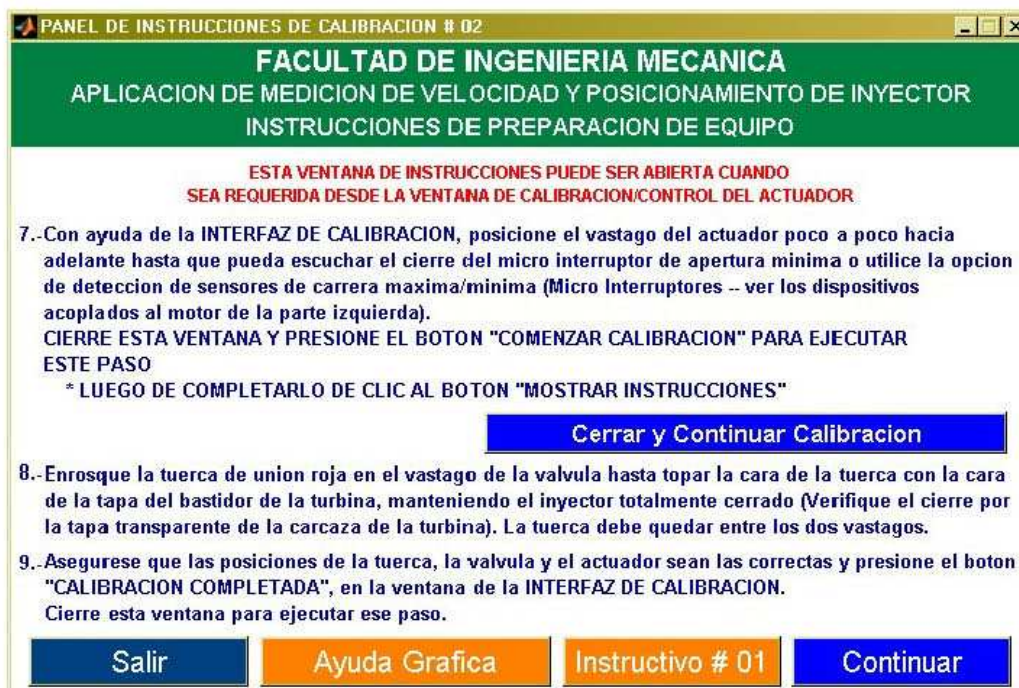 PANEL DE INSTRUCCIONES DE CALIBRACION # 02
FACULTAD DE INGENIERIA MECANICA
APLICACION DE MEDICION DE VELOCIDAD Y POSICIONAMIENTO DE INYECTOR
INSTRUCCIONES DE PREPARACION DE EQUIPO
ESTA VENTANA DE INSTRUCCIONES PUEDE SER ABIERTA CUANDO
SEA REQUERIDA DESDE LA VENTANA DE CALIBRACION/CONTROL DEL ACTUADOR
7.-Con ayuda de la INTERFAZ DE CALIBRACION, posicione el vastago del actuador poco a poco hacia
adelante hasta que pueda escuchar el cierre del micro interruptor de apertura minima o utilice la opcion
de deteccion de sensores de carrera maxima/minima (Micro Interruptores -- ver los dispositivos
acoplados al motor de la parte izquierda).
CIERRE ESTA VENTANA Y PRESIONE EL BOTON "COMENZAR CALIBRACION" PARA EJECUTAR
ESTE PASO
* LUEGO DE COMPLETARLO DE CLIC AL BOTON "MOSTRAR INSTRUCCIONES"
Cerrar y Continuar Calibracion
8.-Enrosque la tuerca de union roja en el vastago de la valvula hasta topar la cara de la tuerca con la cara
de la tapa del bastidor de la turbina, manteniendo el inyector totalmente cerrado (Verifique el cierre por
la tapa transparente de la carcaza de la turbina). La tuerca debe quedar entre los dos vastagos.
9.-Asegurese que las posiciones de la tuerca, la valvula y el actuador sean las correctas y presione el boton
"CALIBRACION COMPLETADA", en la ventana de la INTERFAZ DE CALIBRACION.
Cierre esta ventana para ejecutar ese paso.
Salir
Ayuda Grafica
Instructivo # 01
Continuar